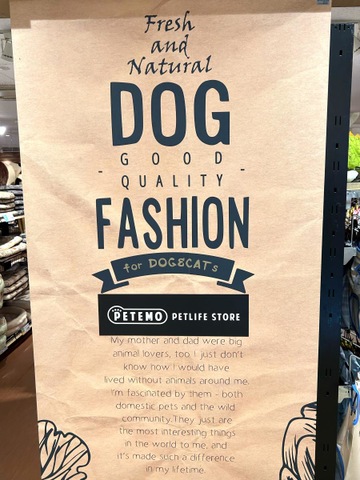 Fresh
and
Natural
DOG
GOOD
- QUALITY -
FASHION
for DOG&CATs
PETEMO PETLIFE STORE
My mother and dad were big
animal lovers, too I just don't
know how I would have
lived without animals around me.
I'm fascinated by them - both
domestic pets and the wild
community. They just are
the most interesting things
in the world to me, and
it's made such a difference
in my lifetime.